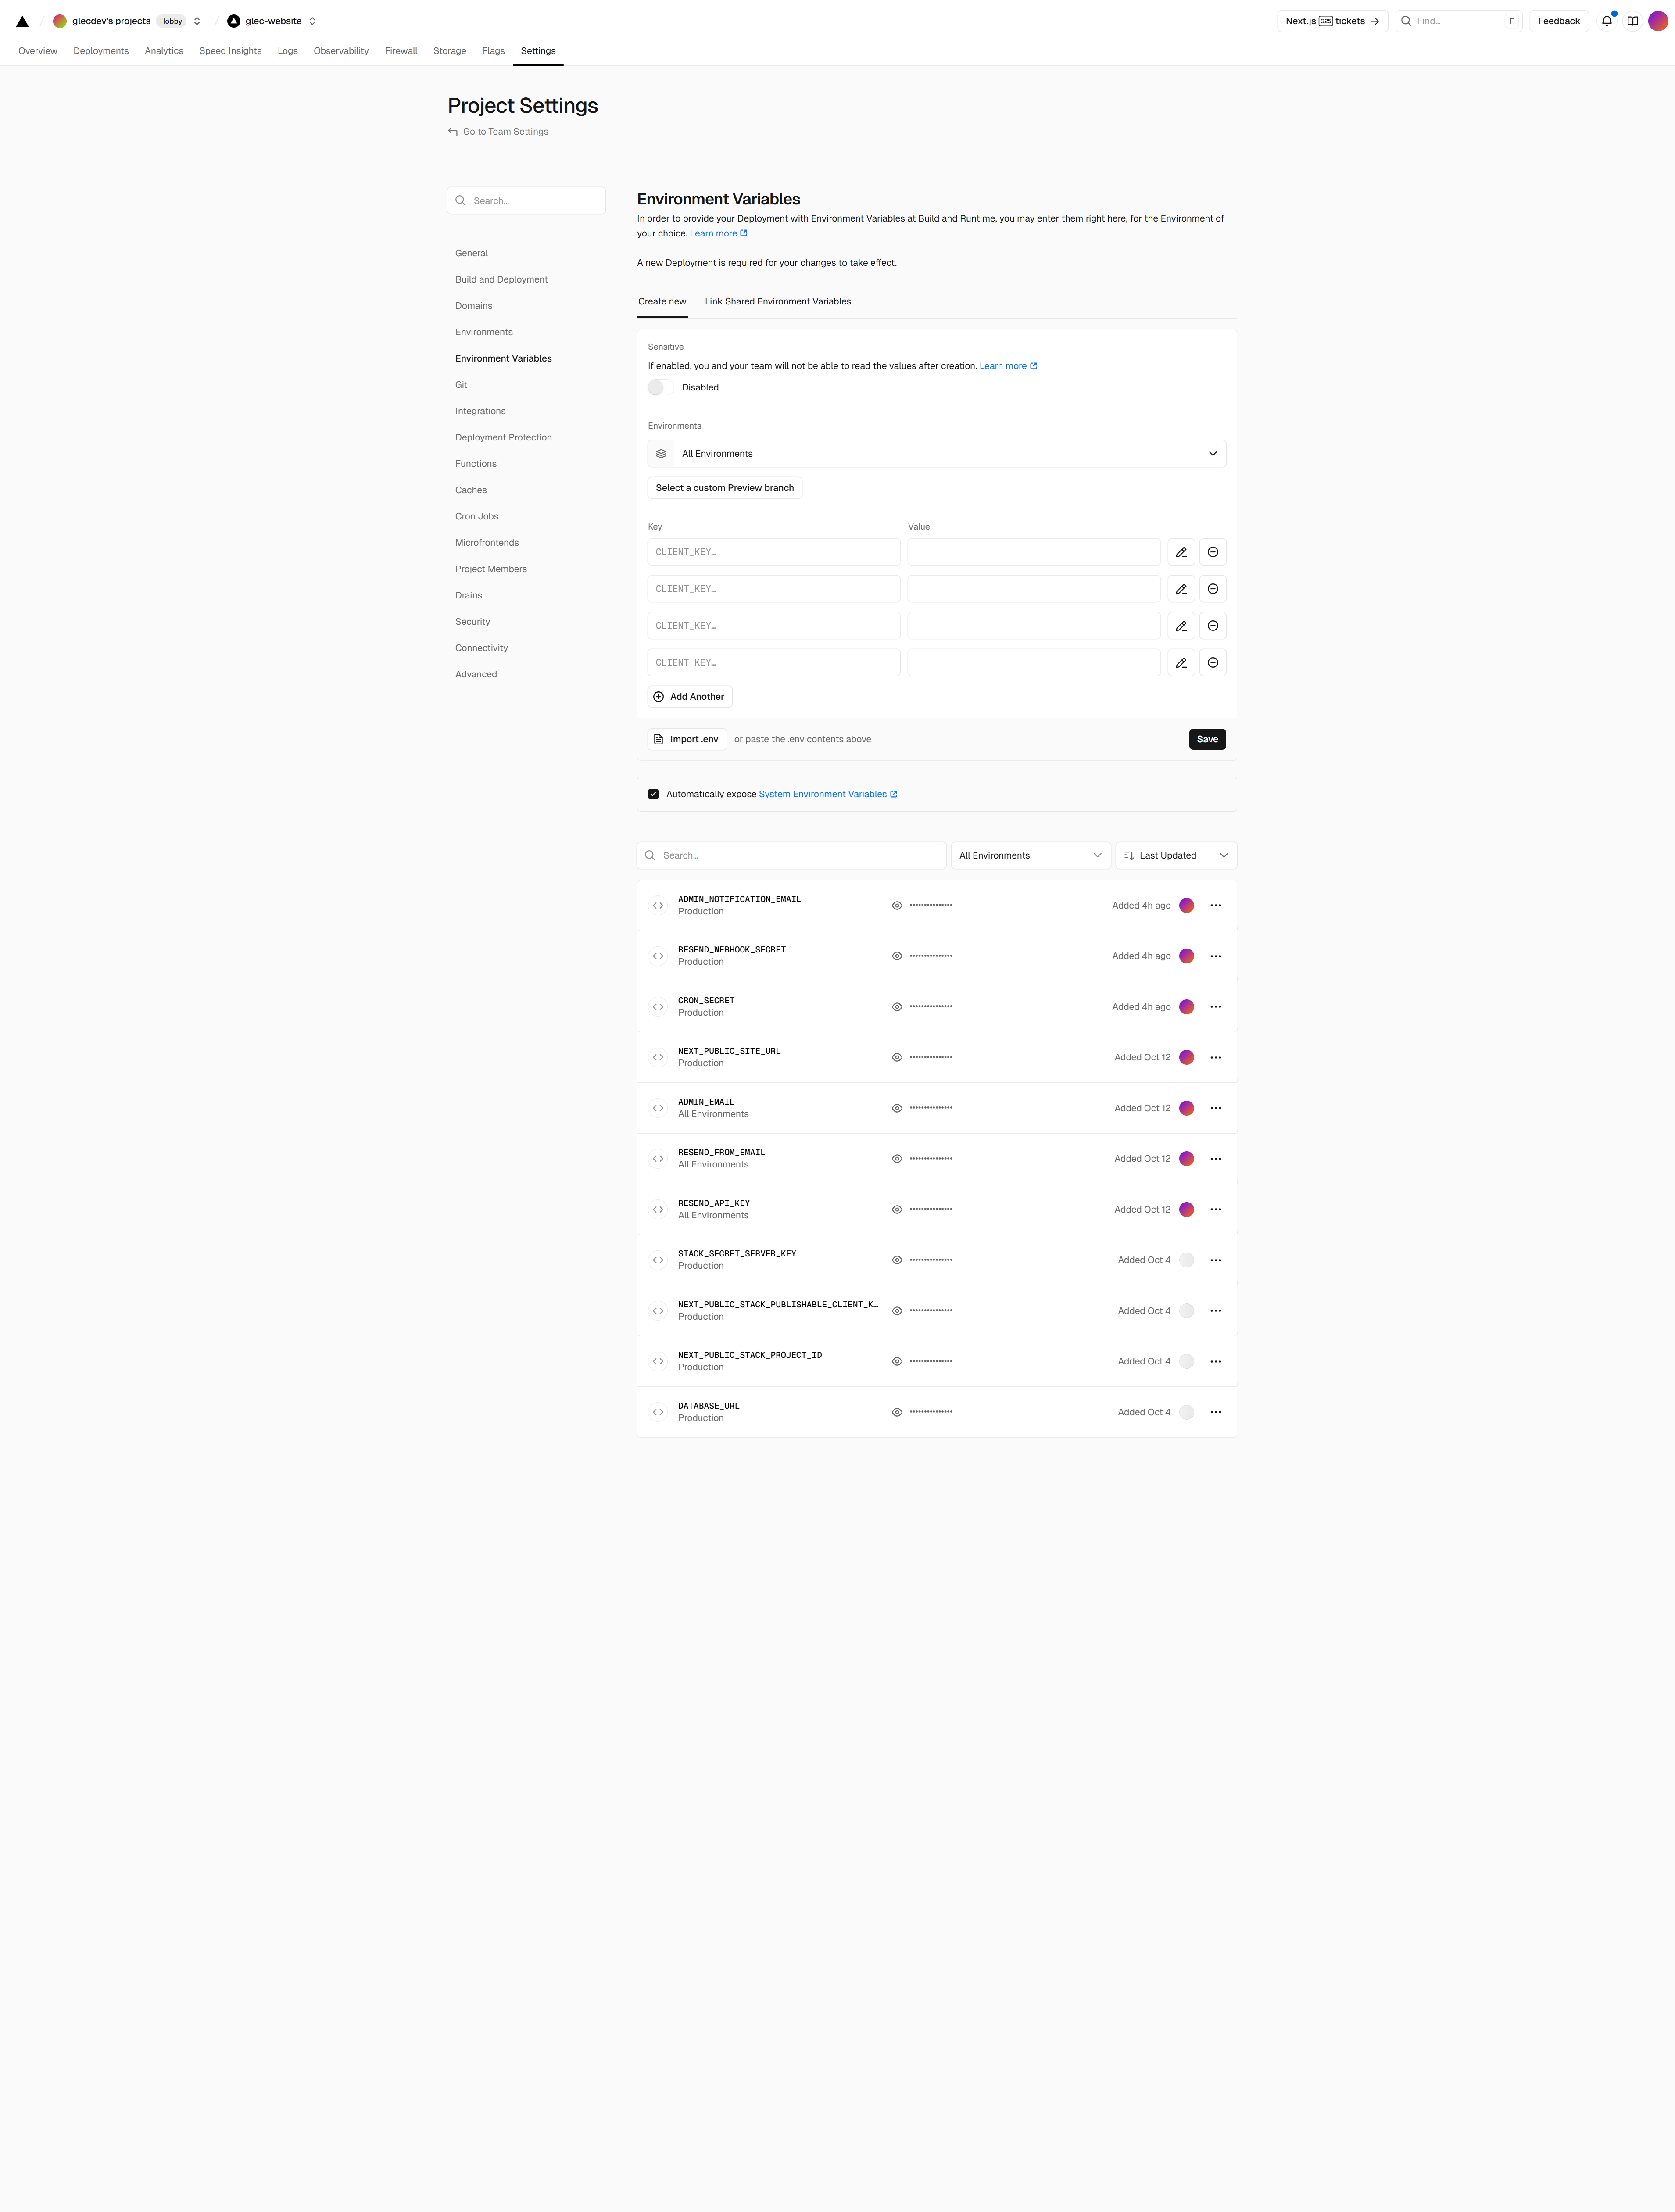 glecdev's projects Hobby
glec-website
Next.js C25 tickets →
Find…
F
Feedback
Overview
Deployments
Analytics
Speed Insights
Logs
Observability
Firewall
Storage
Flags
Settings
Project Settings
Go to Team Settings
Search…
General
Build and Deployment
Domains
Environments
Environment Variables
Git
Integrations
Deployment Protection
Functions
Caches
Cron Jobs
Microfrontends
Project Members
Drains
Security
Connectivity
Advanced
Environment Variables
In order to provide your Deployment with Environment Variables at Build and Runtime, you may enter them right here, for the Environment of
your choice. Learn more
A new Deployment is required for your changes to take effect.
Create new
Link Shared Environment Variables
Sensitive
If enabled, you and your team will not be able to read the values after creation. Learn more
Disabled
Environments
All Environments
Select a custom Preview branch
Key
Value
CLIENT_KEY…
CLIENT_KEY…
CLIENT_KEY…
CLIENT_KEY…
Add Another
Import .env
or paste the .env contents above
Save
Automatically expose System Environment Variables
Search…
All Environments
Last Updated
ADMIN_NOTIFICATION_EMAIL
Production
•••••••••••••••
Added 4h ago
RESEND_WEBHOOK_SECRET
Production
•••••••••••••••
Added 4h ago
CRON_SECRET
Production
•••••••••••••••
Added 4h ago
NEXT_PUBLIC_SITE_URL
Production
•••••••••••••••
Added Oct 12
ADMIN_EMAIL
All Environments
•••••••••••••••
Added Oct 12
RESEND_FROM_EMAIL
All Environments
•••••••••••••••
Added Oct 12
RESEND_API_KEY
All Environments
•••••••••••••••
Added Oct 12
STACK_SECRET_SERVER_KEY
Production
•••••••••••••••
Added Oct 4
NEXT_PUBLIC_STACK_PUBLISHABLE_CLIENT_K…
Production
•••••••••••••••
Added Oct 4
NEXT_PUBLIC_STACK_PROJECT_ID
Production
•••••••••••••••
Added Oct 4
DATABASE_URL
Production
•••••••••••••••
Added Oct 4